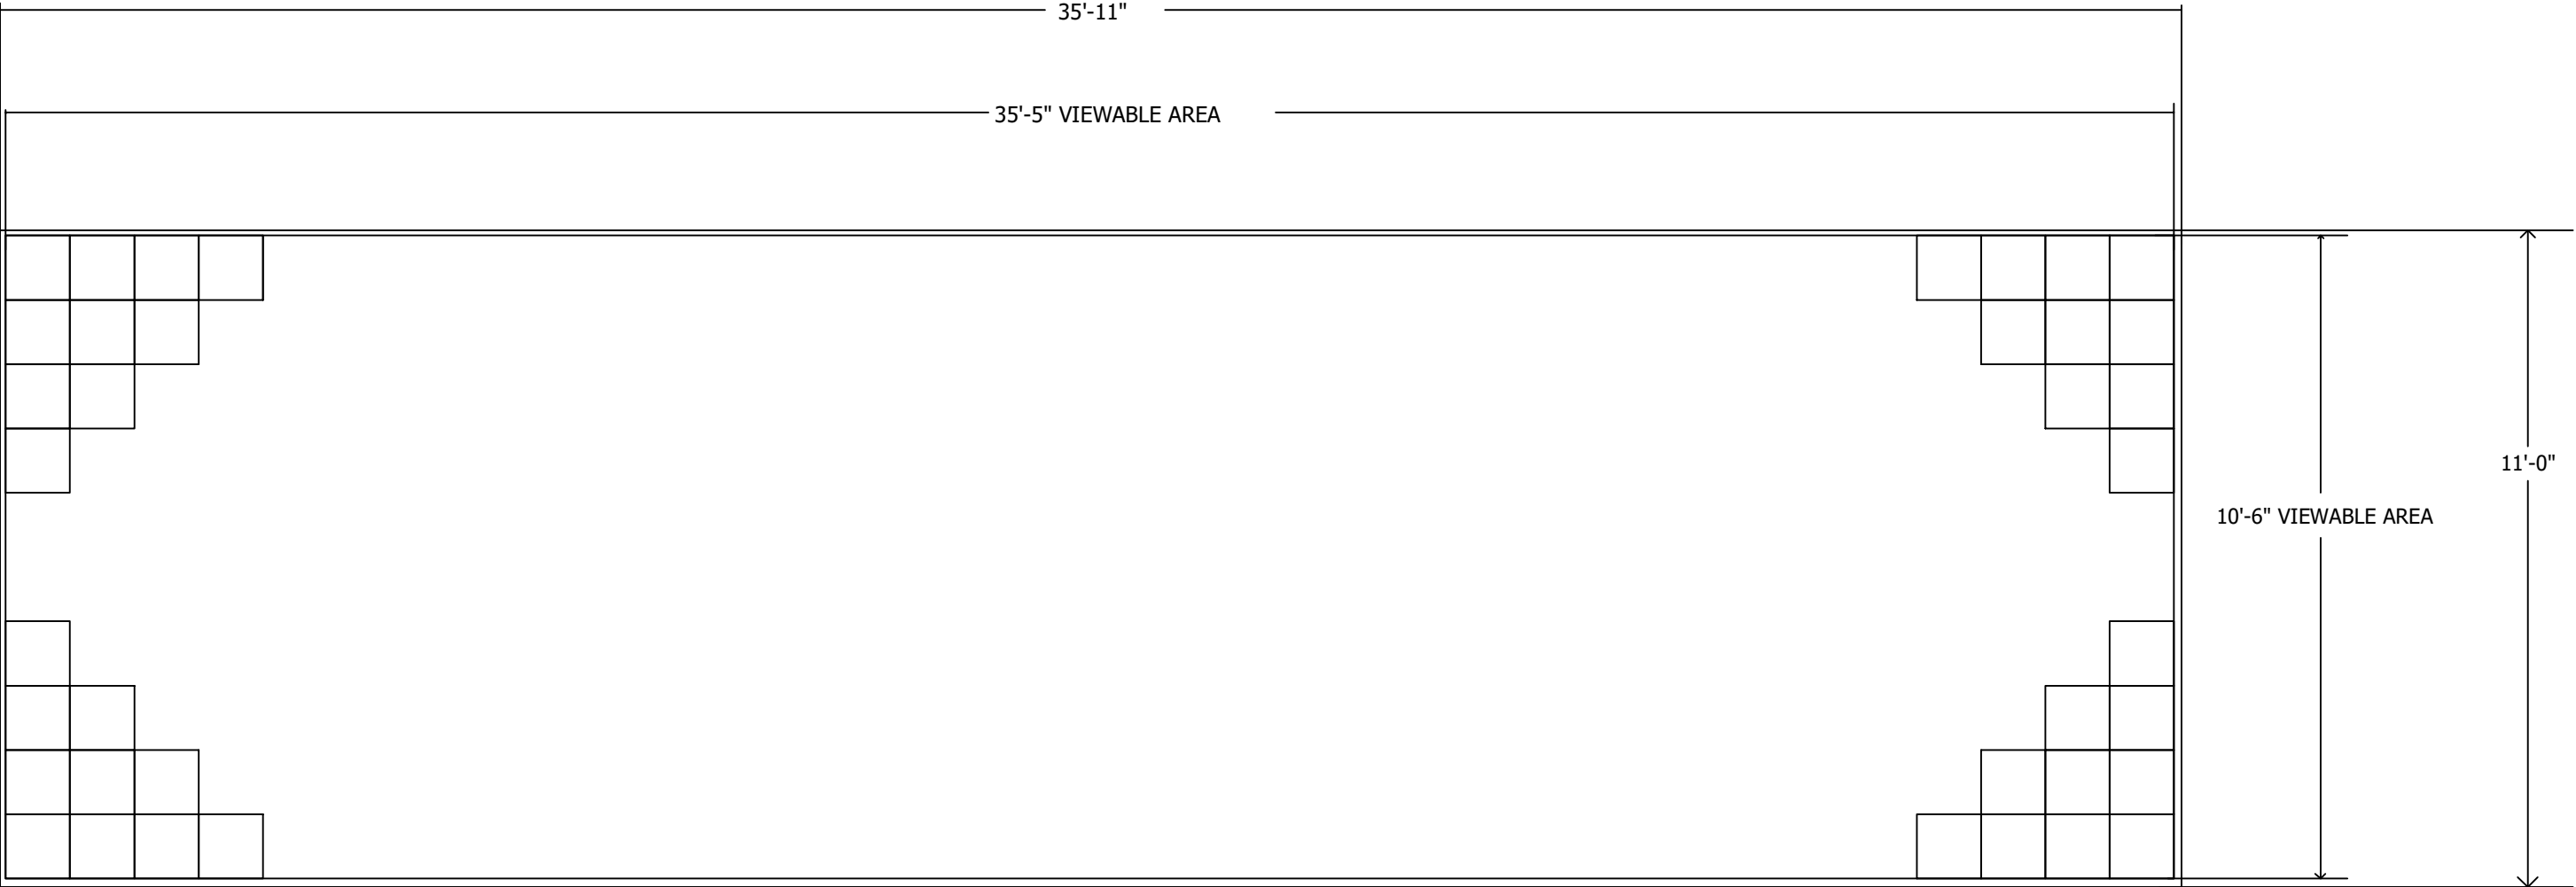 35'-11"
35'-5" VIEWABLE AREA
11'-0"
10'-6" VIEWABLE AREA